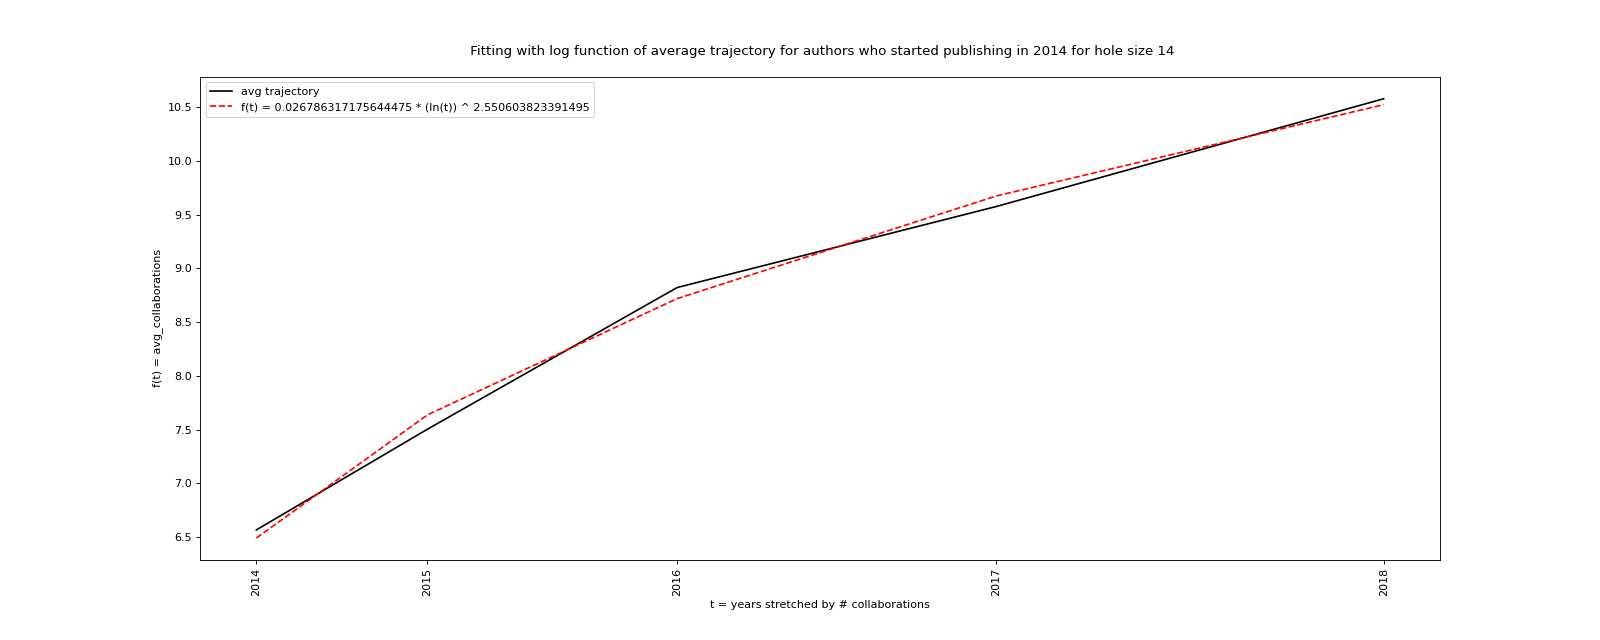 Fitting with log function of average trajectory for authors who started publishing in 2014 for hole size 14
avg trajectory
f(t) = 0.026786317175644475 * (ln(t)) ^ 2.550603823391495
10.5
10.0
9.5
9.0
8.5
8.0
7.5
7.0
6.5
f(t) = avg_collaborations
2014
2015
2016
2017
2018
t = years stretched by # collaborations